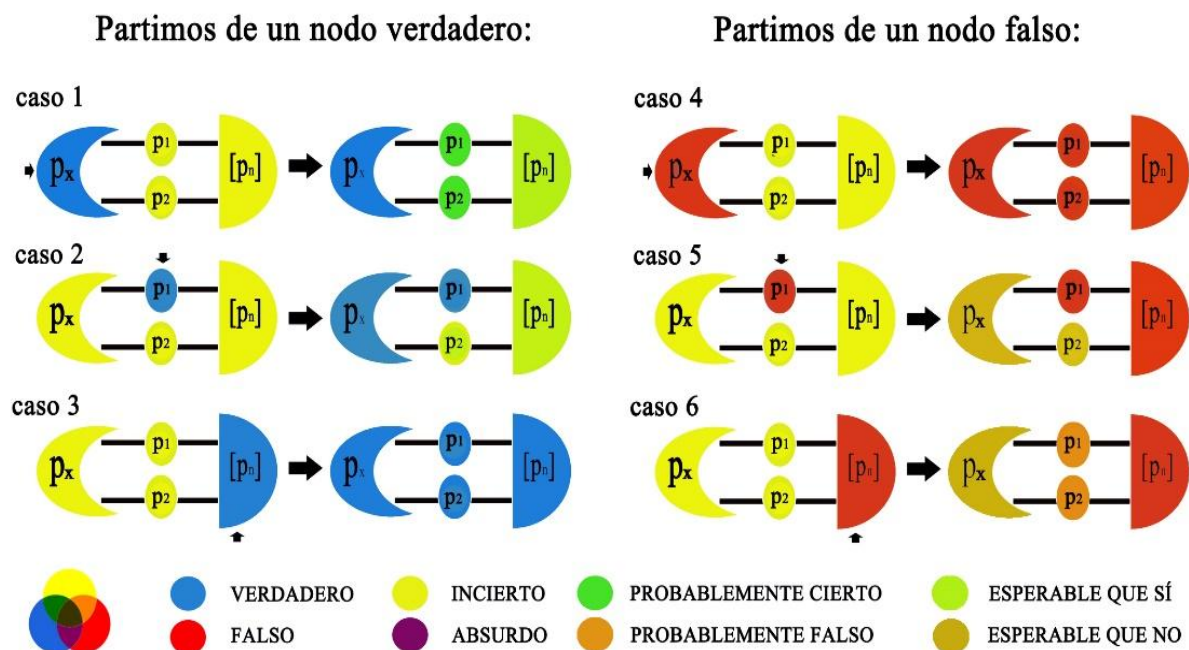 Partimos de un nodo verdadero:
Partimos de un nodo falso:
caso 1
px p1 p2 [pn] px p1 p2 [pn]
caso 4
px p1 p2 [pn] px p1 p2 [pn]
caso 2
px p1 p2 [pn] px p1 p2 [pn]
caso 5
px p1 p2 [pn] px p1 p2 [pn]
caso 3
px p1 p2 [pn] px p1 p2 [pn]
caso 6
px p1 p2 [pn] px p1 p2 [pn]
VERDADERO INCIERTO PROBABLEMENTE CIERTO ESPERABLE QUE SÍ
FALSO ABSURDO PROBABLEMENTE FALSO ESPERABLE QUE NO